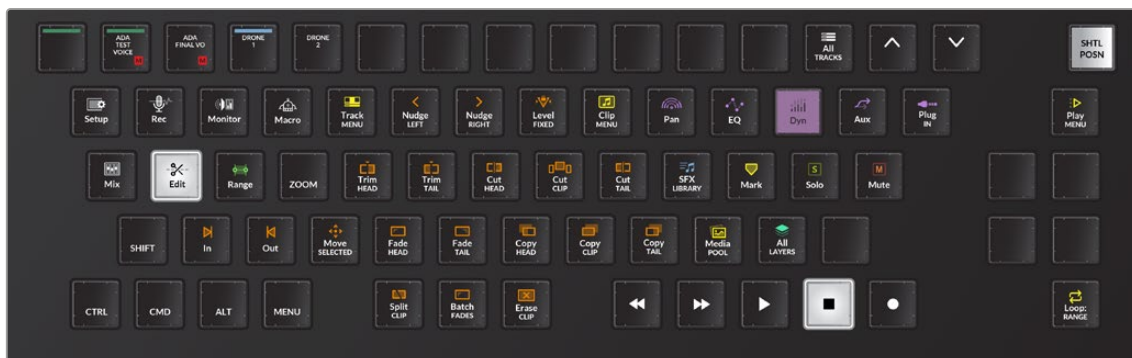 ADA
TEST
VOICE
M
ADA
FINAL VO
M
DRONE
1
DRONE
2
All
TRACKS
SHTL
POSN
Setup
Rec
Monitor
Macro
Track
MENU
Nudge
LEFT
Nudge
RIGHT
Level
FIXED
Clip
MENU
Pan
EQ
Dyn
Aux
Plug
IN
Play
MENU
Mix
Edit
Range
ZOOM
Trim
HEAD
Trim
TAIL
Cut
HEAD
Cut
CLIP
Cut
TAIL
SFX
LIBRARY
Mark
S
Solo
M
Mute
SHIFT
In
Out
Move
SELECTED
Fade
HEAD
Fade
TAIL
Copy
HEAD
Copy
CLIP
Copy
TAIL
Media
POOL
All
LAYERS
CTRL
CMD
ALT
MENU
Split
CLIP
Batch
FADES
Erase
CLIP
Loop:
RANGE